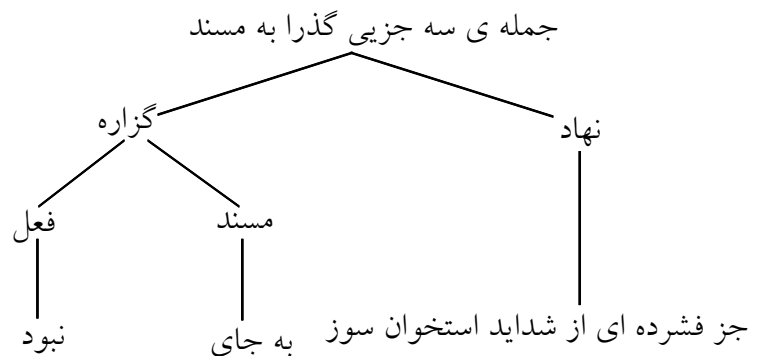 جمله ی سه جزیی گذرا به مسند
نهاد
گزاره
مسند
فعل
جز فشرده ای از شداید استخوان سوز
به جای
نبود